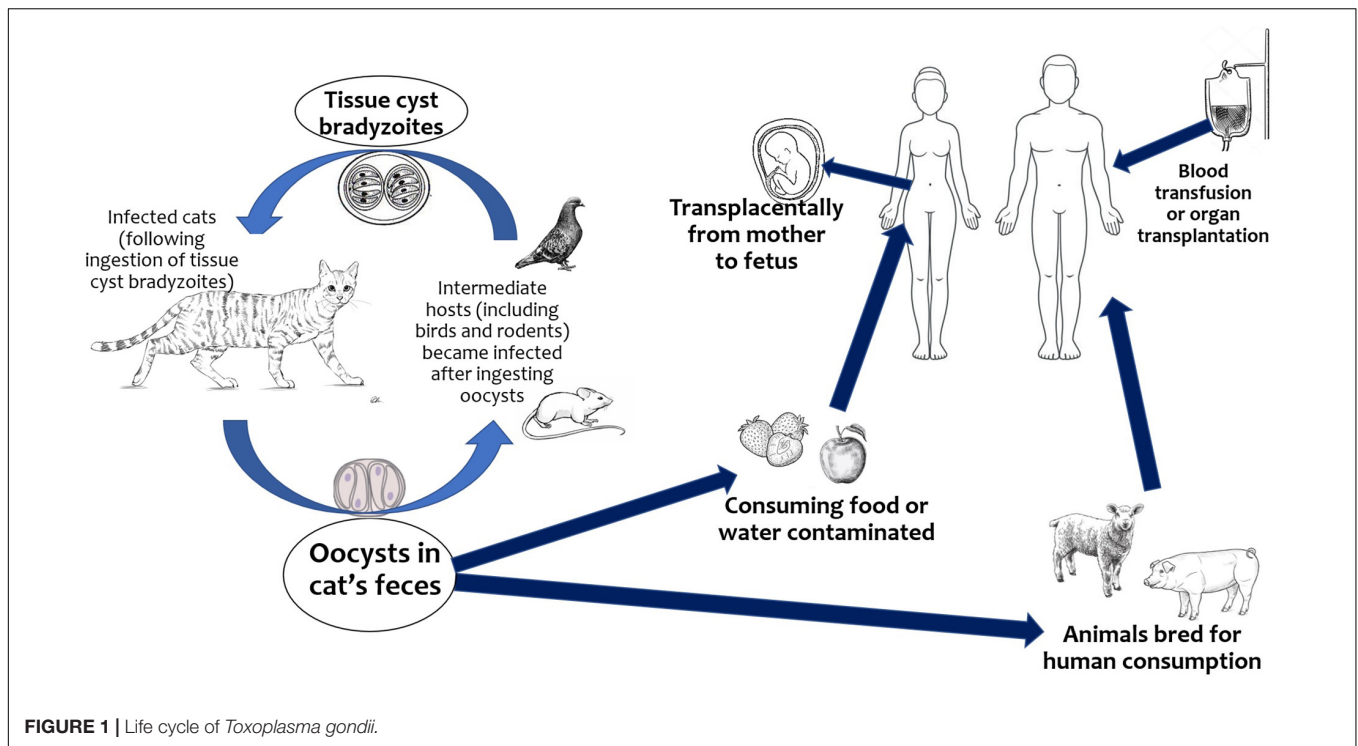 Tissue cyst
bradyzoites
Infected cats
(following
ingestion of tissue
cyst bradyzoites)
Intermediate
hosts (including
birds and rodents)
became infected
after ingesting
oocysts
Oocysts in
cat's feces
Transplacentally
from mother
to fetus
Blood
transfusion
or organ
transplantation
Consuming food or
water contaminated
Animals bred for
human consumption
FIGURE 1 | Life cycle of Toxoplasma gondii.